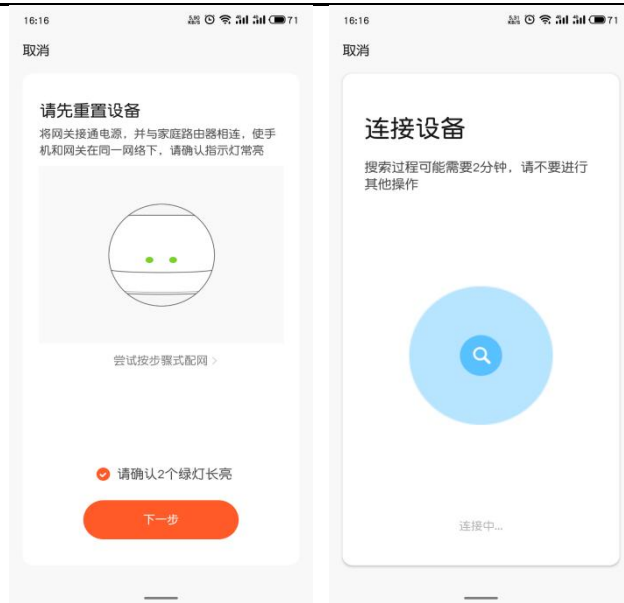 16:16
71
取消
请先重置设备
将网关接通电源，并与家庭路由器相连，使手
机和网关在同一网络下，请确认指示灯常亮
尝试按步骤式配网 >
请确认2个绿灯长亮
下一步
16:16
71
取消
连接设备
搜索过程可能需要2分钟，请不要进行
其他操作
连接中...